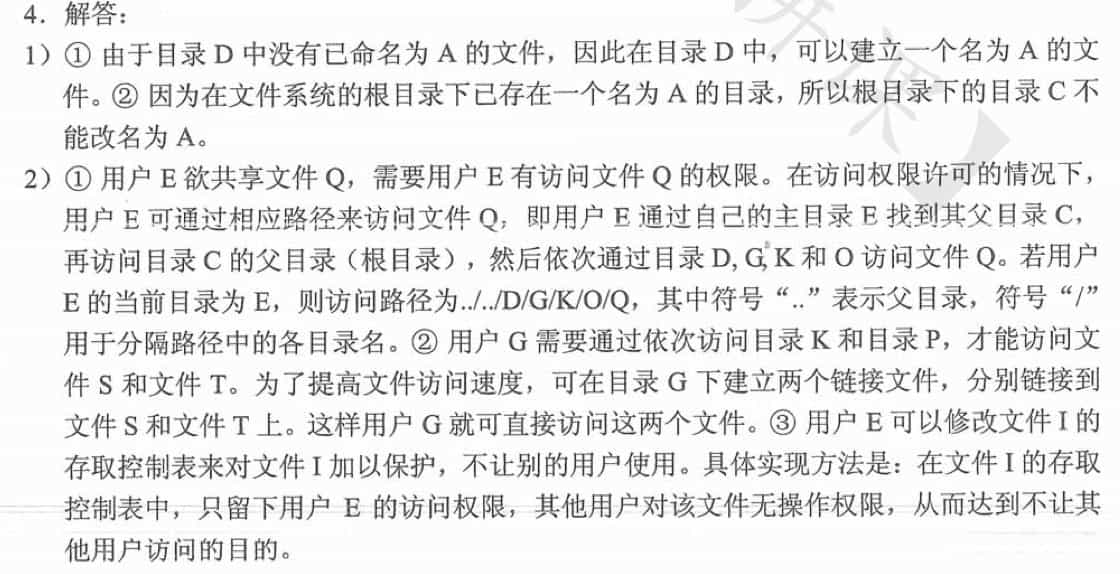 4. 解答：
1）① 由于目录 D 中没有已命名为 A 的文件，因此在目录 D 中，可以建立一个名为 A 的文
件。② 因为在文件系统的根目录下已存在一个名为 A 的目录，所以根目录下的目录 C 不
能改名为 A。
2）① 用户 E 欲共享文件 Q，需要用户 E 有访问文件 Q 的权限。在访问权限许可的情况下，
用户 E 可通过相应路径来访问文件 Q，即用户 E 通过自己的主目录 E 找到其父目录 C，
再访问目录 C 的父目录（根目录），然后依次通过目录 D, G, K 和 O 访问文件 Q。若用户
E 的当前目录为 E，则访问路径为../../D/G/K/O/Q，其中符号“..”表示父目录，符号“/”
用于分隔路径中的各目录名。② 用户 G 需要通过依次访问目录 K 和目录 P，才能访问文
件 S 和文件 T。为了提高文件访问速度，可在目录 G 下建立两个链接文件，分别链接到
文件 S 和文件 T 上。这样用户 G 就可直接访问这两个文件。③ 用户 E 可以修改文件 I 的
存取控制表来对文件 I 加以保护，不让别的用户使用。具体实现方法是：在文件 I 的存取
控制表中，只留下用户 E 的访问权限，其他用户对该文件无操作权限，从而达到不让其
他用户访问的目的。